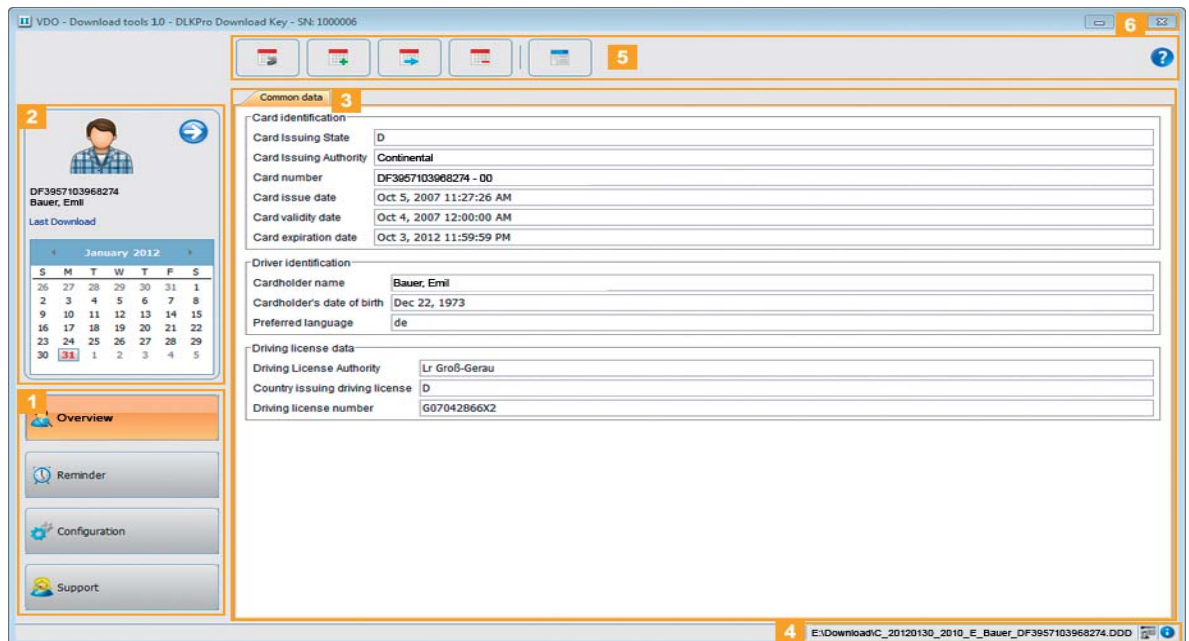 VDO - Download tools 1.0 - DLKPro Download Key - SN: 1000006
6
5
?
2
DF3957103968274
Bauer, Emil
Last Download
January 2012
S M T W T F S
26 27 28 29 30 31 1
2 3 4 5 6 7 8
9 10 11 12 13 14 15
16 17 18 19 20 21 22
23 24 25 26 27 28 29
30 31 1 2 3 4 5
1
Overview
Reminder
Configuration
Support
Common data
3
Card identification
Card Issuing State D
Card Issuing Authority Continental
Card number DF3957103968274 - 00
Card issue date Oct 5, 2007 11:27:26 AM
Card validity date Oct 4, 2007 12:00:00 AM
Card expiration date Oct 3, 2012 11:59:59 PM
Driver identification
Cardholder name Bauer, Emil
Cardholder's date of birth Dec 22, 1973
Preferred language de
Driving license data
Driving License Authority Lr Groß-Gerau
Country issuing driving license D
Driving license number G07042866X2
4
E:\Download\C_20120130_2010_E_Bauer_DF3957103968274.DDD